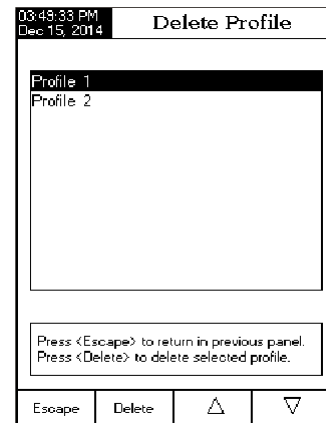 03:49:33 PM
Dec 15, 2014
Delete Profile
Profile 1
Profile 2
Press <Escape> to return in previous panel.
Press <Delete> to delete selected profile.
Escape
Delete
△
▽